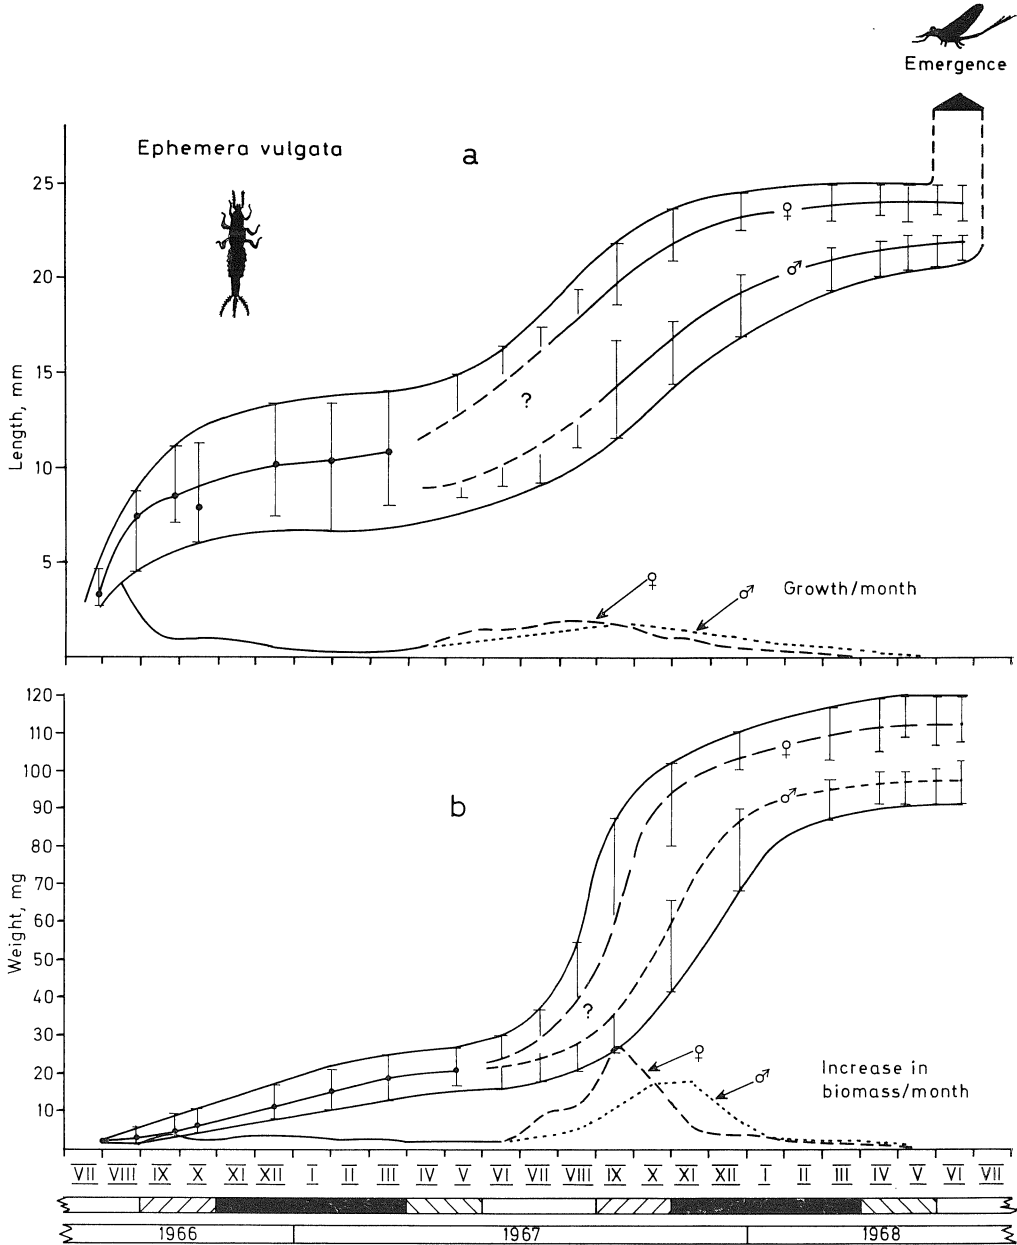 Emergence
Ephemera vulgata
a
25
20
15
10
5
Length, mm
♀
♂
?
♀
♂
Growth/month
120
110
100
90
80
70
60
50
40
30
20
10
Weight, mg
b
♀
♂
?
♀
♂
Increase in
biomass/month
VII VIII IX X XI XII I II III IV V VI VII VIII IX X XI XII I II III IV V VI VII
1966 1967 1968